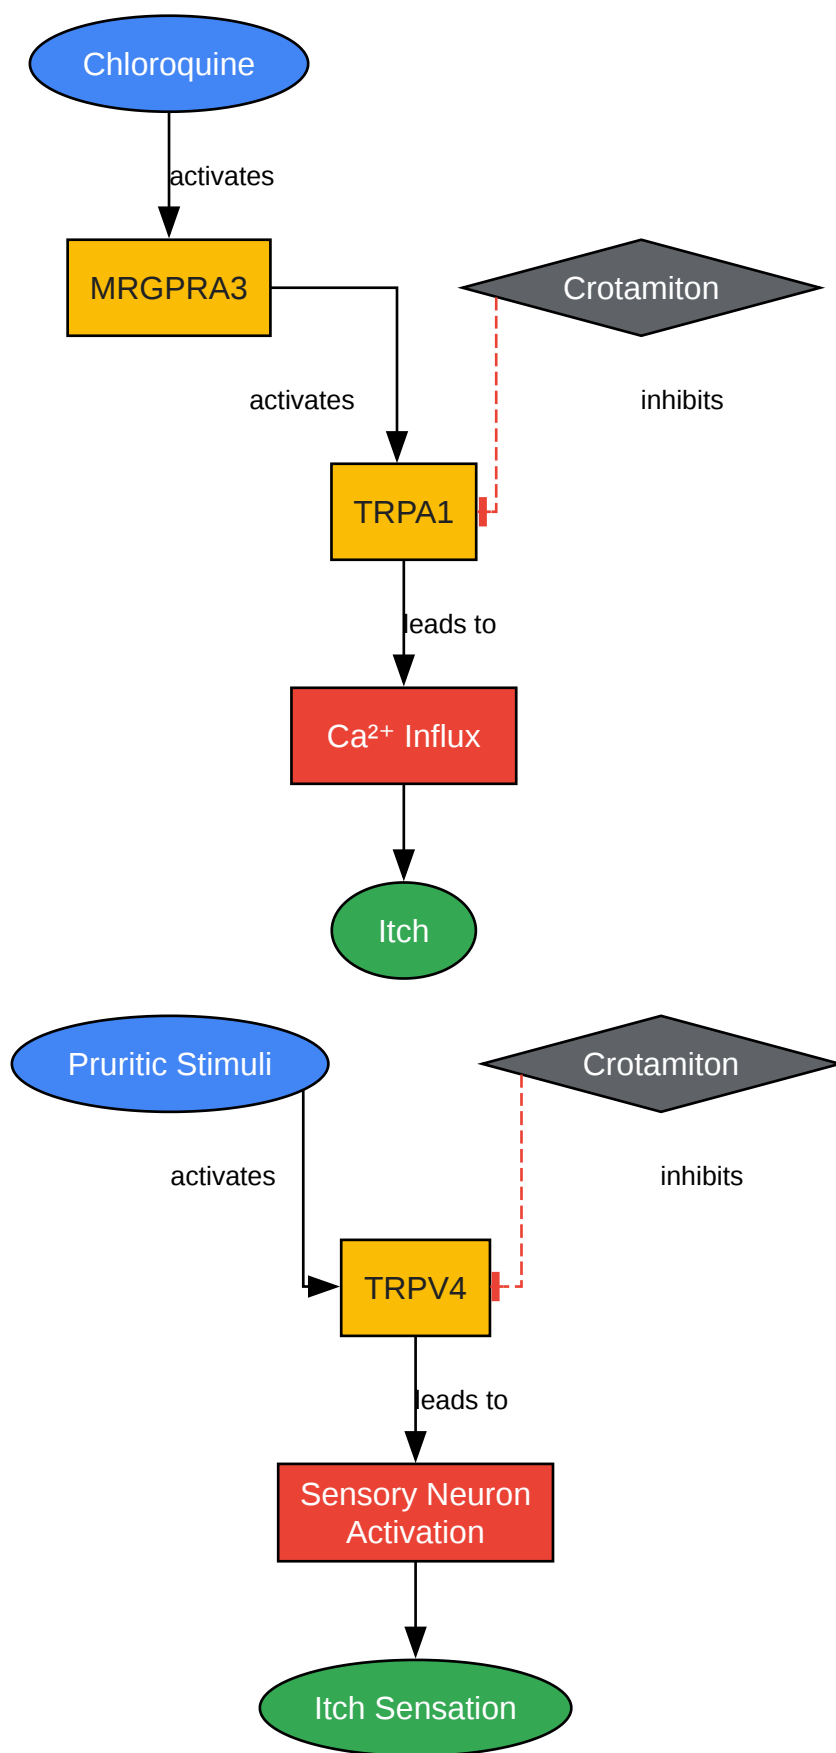 Chloroquine
activates
MRGPRA3
Crotamiton
activates
inhibits
TRPA1
leads to
Ca²⁺ Influx
Itch
Pruritic Stimuli
Crotamiton
activates
inhibits
TRPV4
leads to
Sensory Neuron
Activation
Itch Sensation